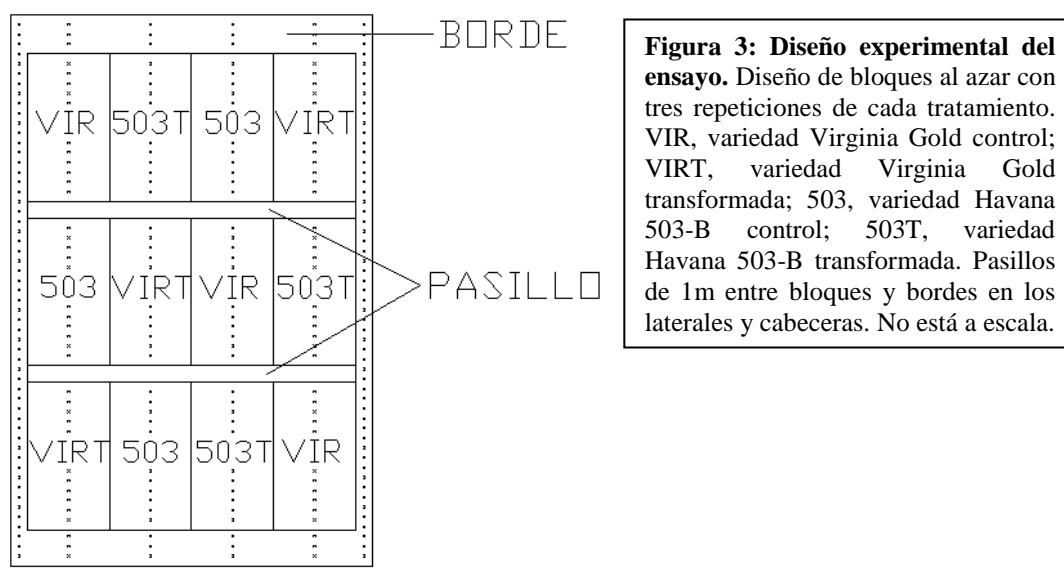 BORDE
VIR 503T 503 VIRT
503 VIRT VIR 503T
PASILLO
VIRT 503 503T VIR
Figura 3: Diseño experimental del
ensayo. Diseño de bloques al azar con
tres repeticiones de cada tratamiento.
VIR, variedad Virginia Gold control;
VIRT, variedad Virginia Gold
transformada; 503, variedad Havana
503-B control; 503T, variedad
Havana 503-B transformada. Pasillos
de 1m entre bloques y bordes en los
laterales y cabeceras. No está a escala.